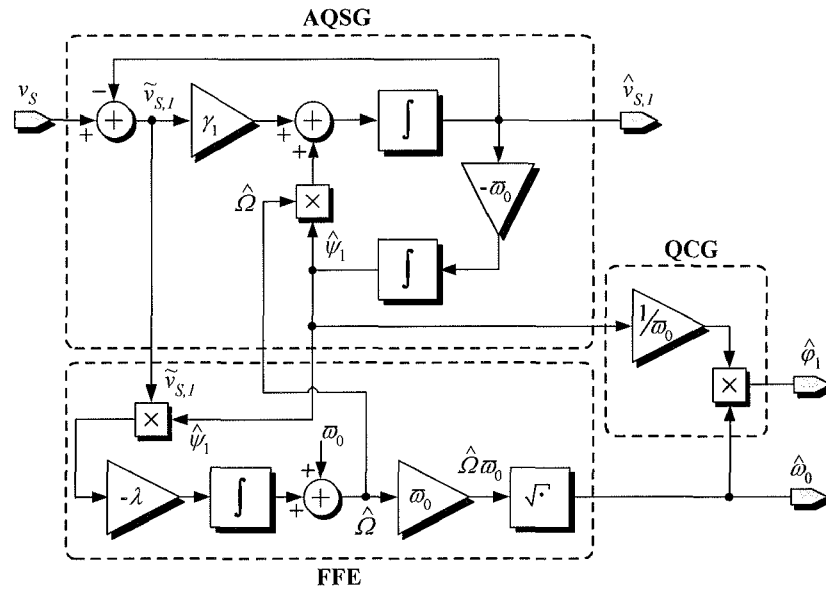 AQSG
v_S
−
+
+
ṽ_{S,1}
γ_1
+
+
+
∫
v̂_{S,1}
-ϖ_0
Ω̂
×
ψ̂_1
∫
QCG
1/ϖ_0
φ̂_1
×
ṽ_{S,1}
×
ψ̂_1
ϖ_0
-λ
∫
+
+
+
Ω̂
ϖ_0
Ω̂ϖ_0
√·
ω̂_0
FFE